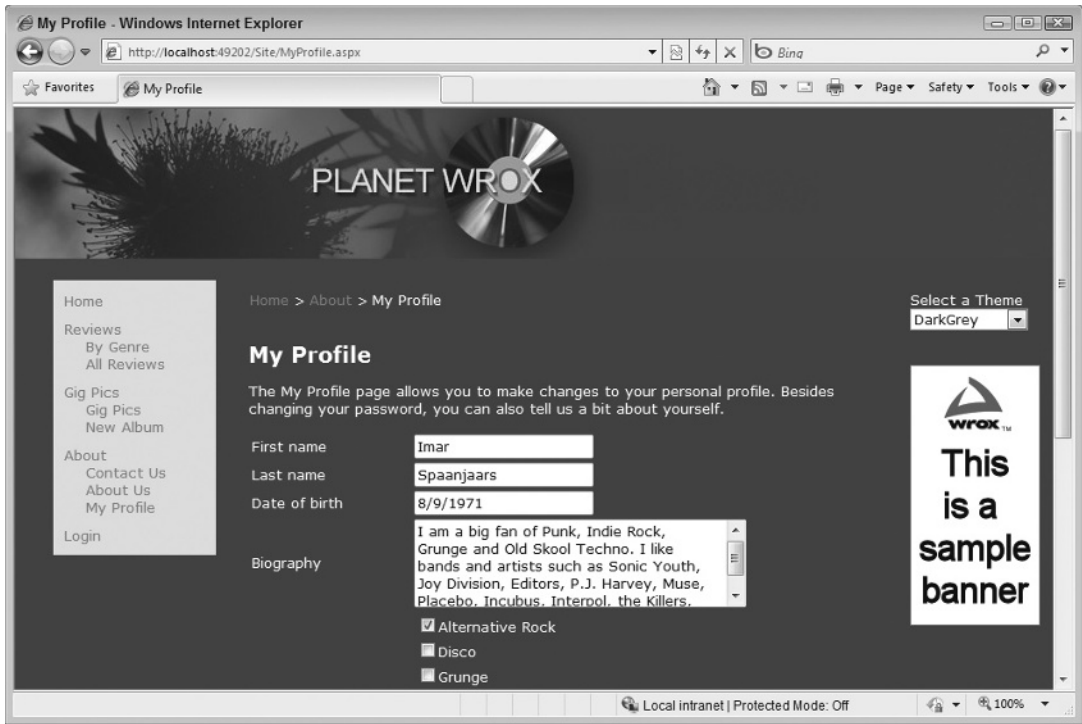 My Profile - Windows Internet Explorer
http://localhost:49202/Site/MyProfile.aspx
Bing
Favorites
My Profile
Page
Safety
Tools
PLANET WROX
Home
Reviews
By Genre
All Reviews
Gig Pics
Gig Pics
New Album
About
Contact Us
About Us
My Profile
Login
Home > About > My Profile
My Profile
The My Profile page allows you to make changes to your personal profile. Besides
changing your password, you can also tell us a bit about yourself.
First name
Imar
Last name
Spaanjaars
Date of birth
8/9/1971
Biography
I am a big fan of Punk, Indie Rock,
Grunge and Old Skool Techno. I like
bands and artists such as Sonic Youth,
Joy Division, Editors, P.J. Harvey, Muse,
Placebo, Incubus, Interpol, the Killers,
Alternative Rock
Disco
Grunge
Select a Theme
DarkGrey
wrox TM
This
is a
sample
banner
Local intranet | Protected Mode: Off
100%